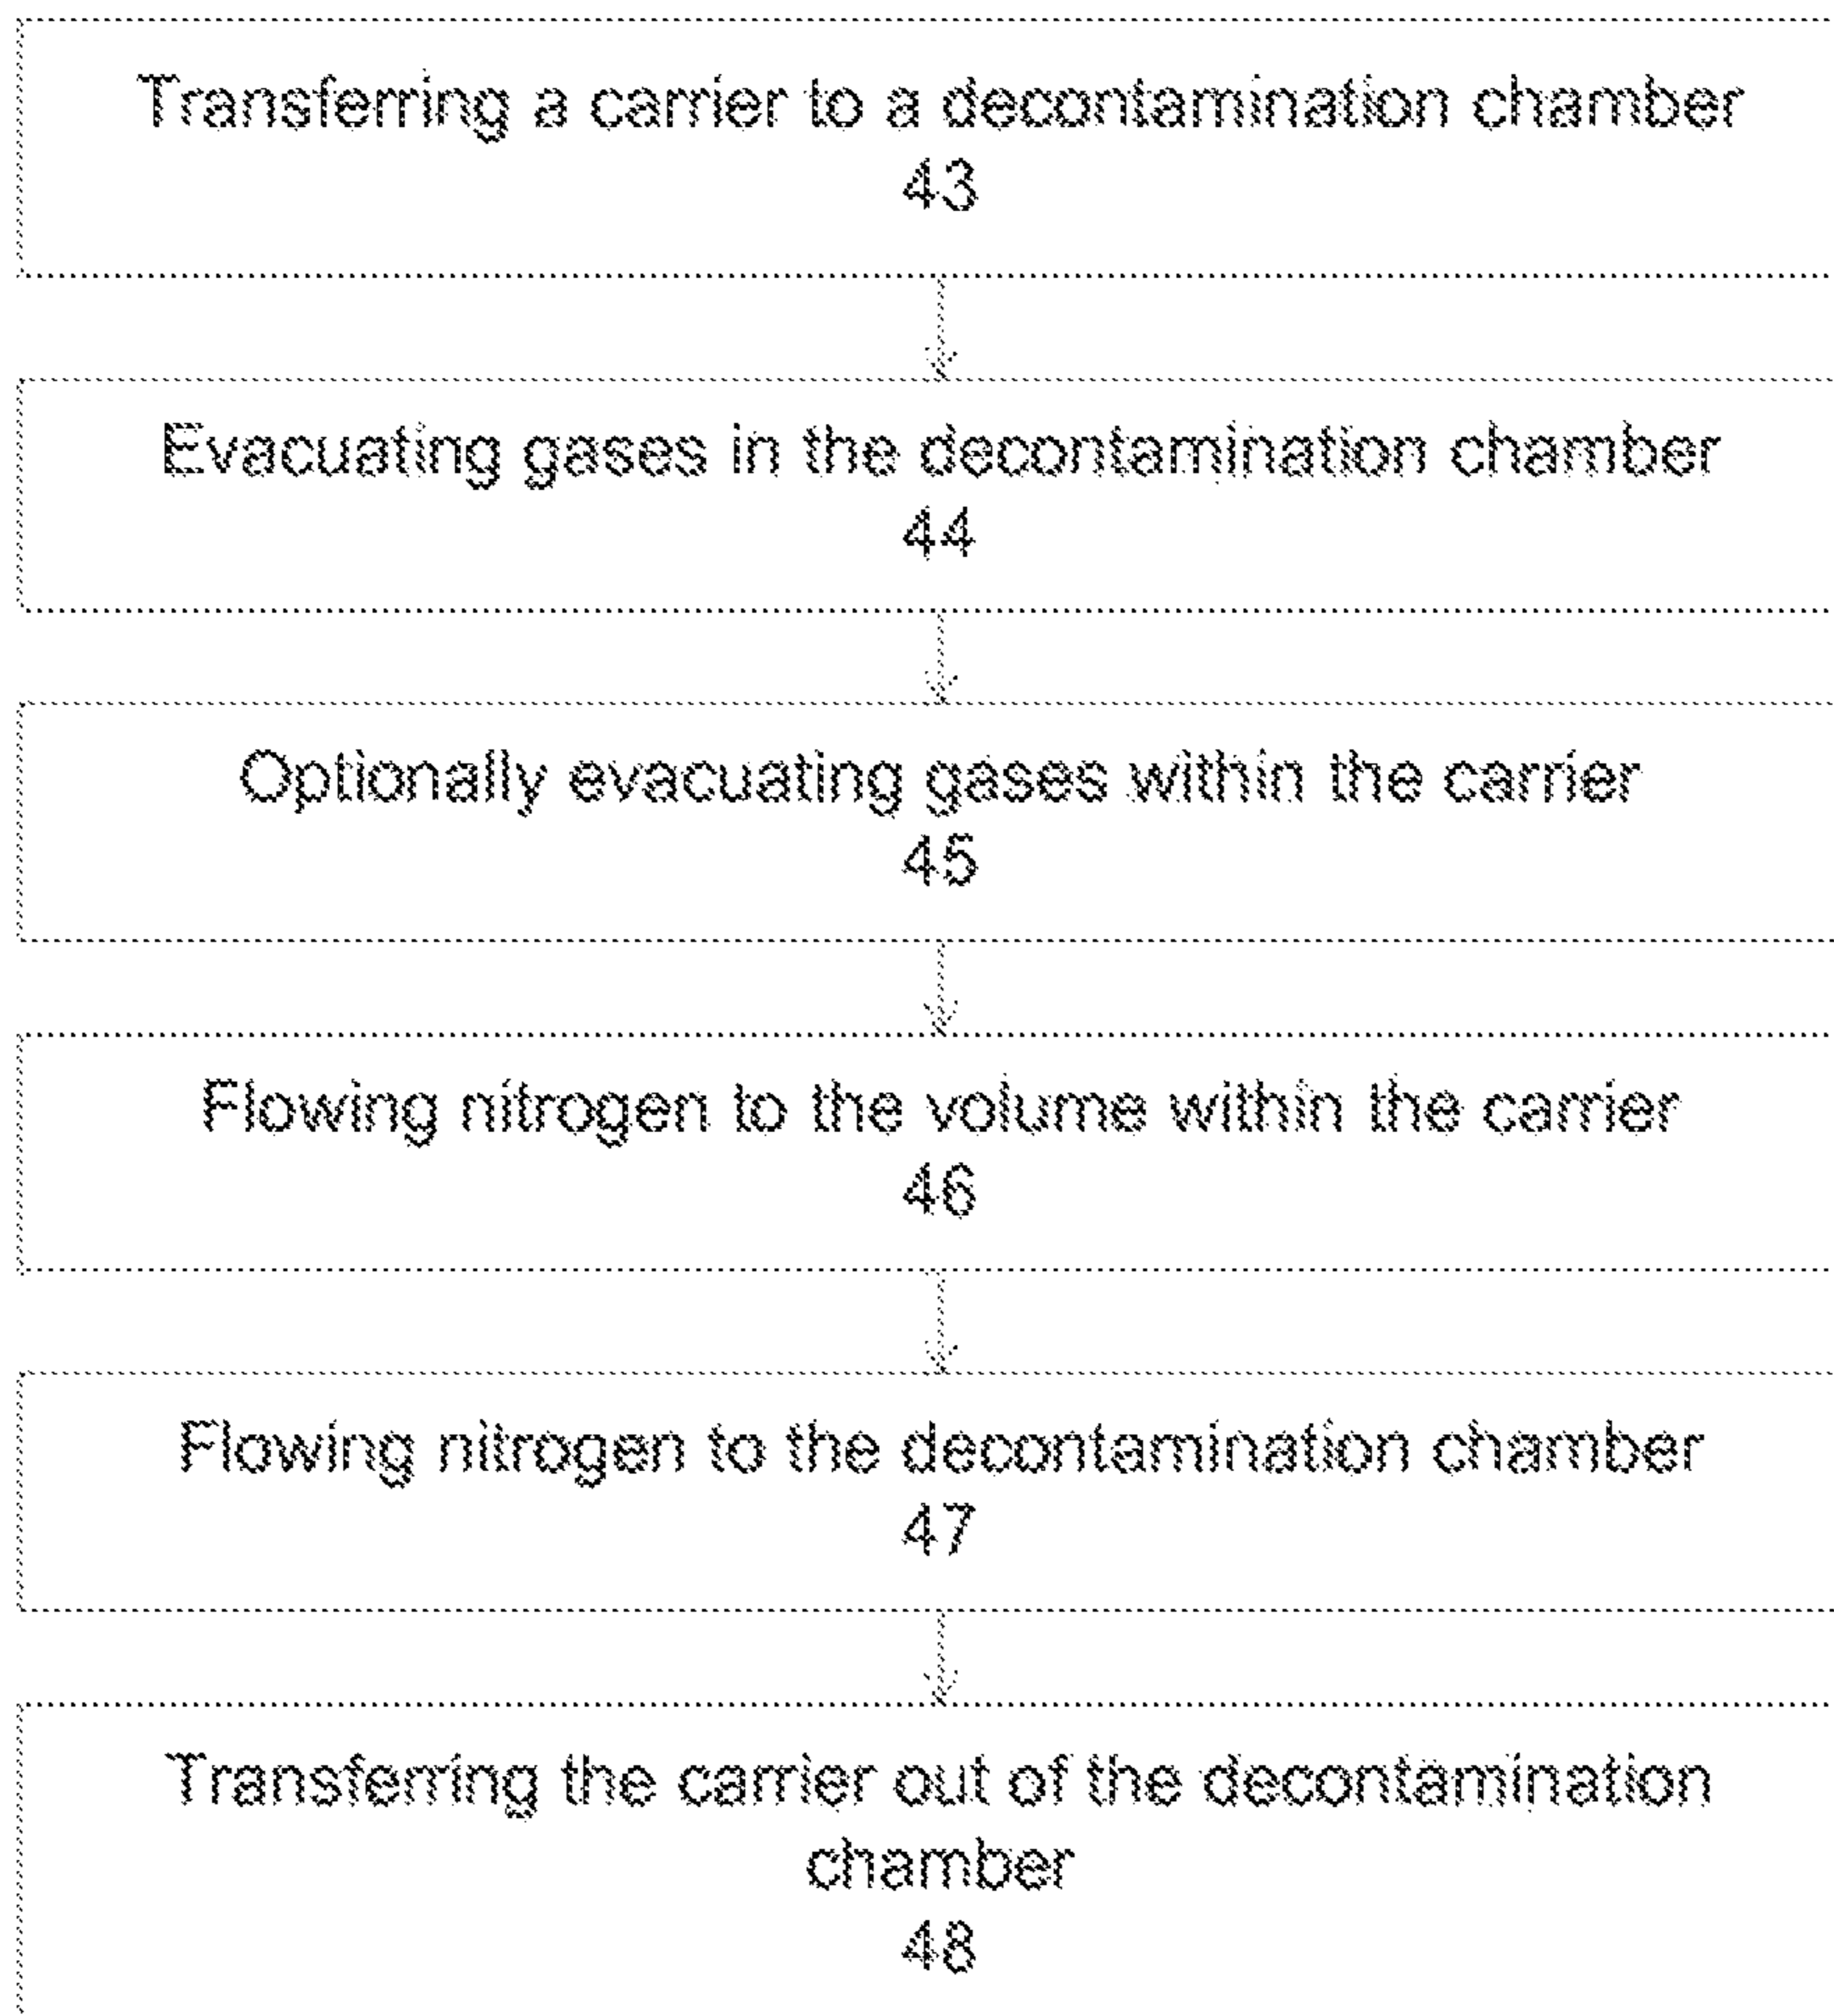 Transferring a carrier to a decontamination chamber
43
Evacuating gases in the decontamination chamber
44
Optionally evacuating gases within the carrier
45
Flowing nitrogen to the volume within the carrier
46
Flowing nitrogen to the decontamination chamber
47
Transferring the carrier out of the decontamination
chamber
48